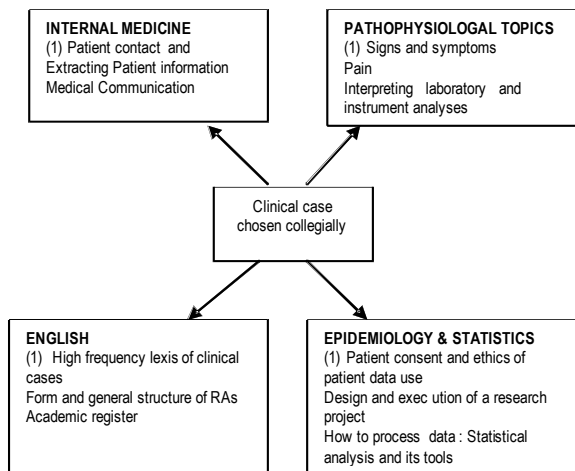 INTERNAL MEDICINE
(1) Patient contact and
Extracting Patient information
Medical Communication
PATHOPHYSIOLOGAL TOPICS
(1) Signs and symptoms
Pain
Interpreting laboratory and
instrument analyses
Clinical case
chosen collegially
ENGLISH
(1) High frequency lexis of clinical
cases
Form and general structure of RAs
Academic register
EPIDEMIOLOGY & STATISTICS
(1) Patient consent and ethics of
patient data use
Design and exec ution of a research
project
How to process data : Statistical
analysis and its tools